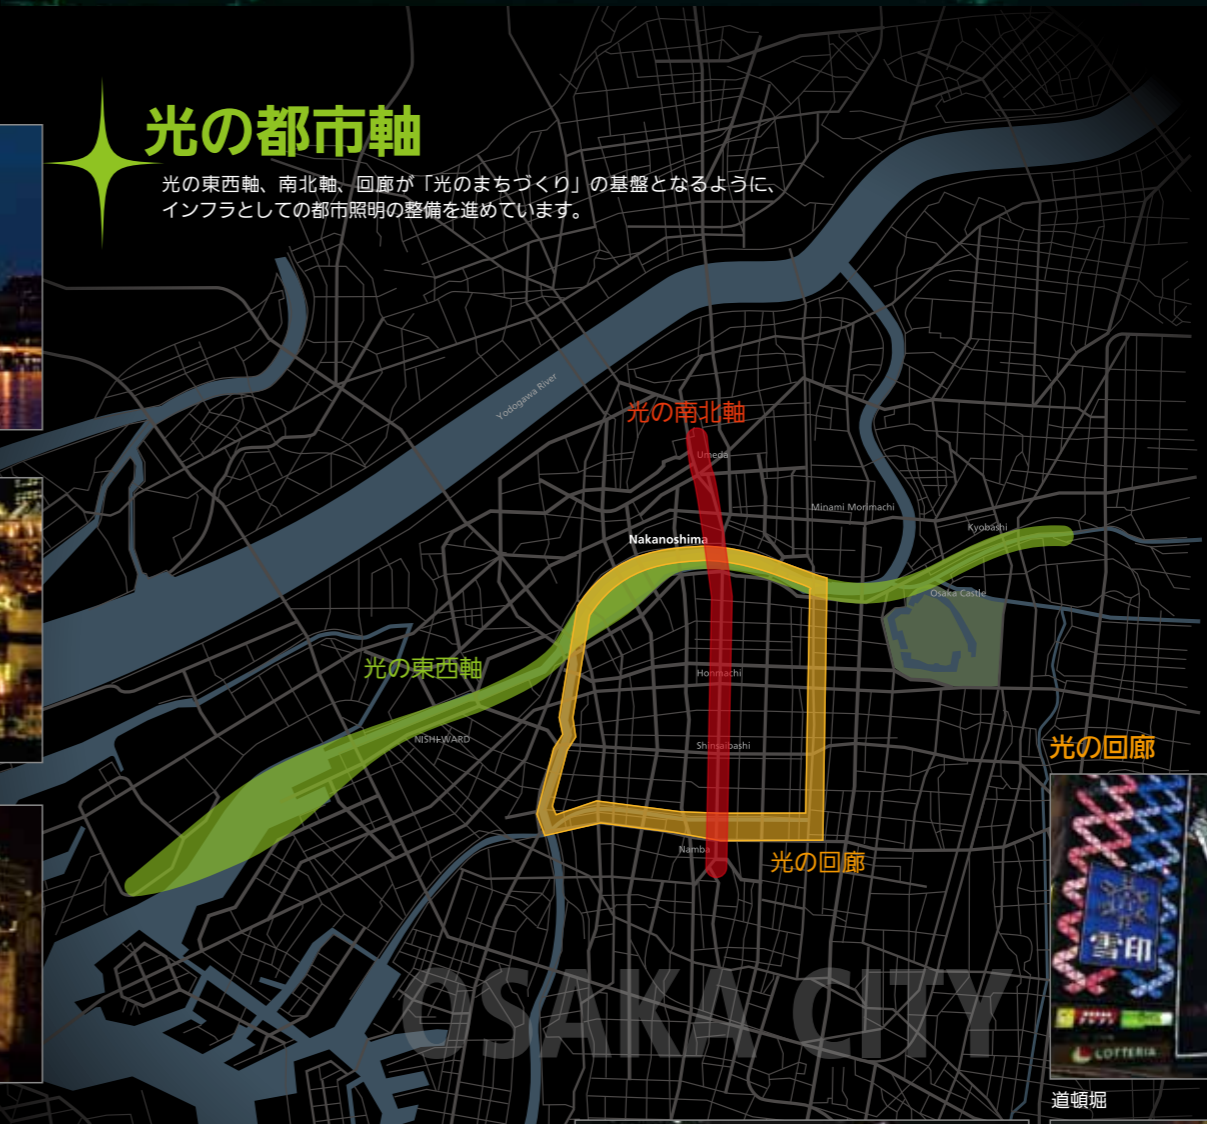 光の都市軸
光の東西軸、南北軸、回廊が「光のまちづくり」の基盤となるように、
インフラとしての都市照明の整備を進めています。
Yodogawa River
光の南北軸
Umeda
Minami Morimachi
Kyobashi
Nakanoshima
Osaka Castle
光の東西軸
Honmachi
NISHI-WARD
Shinsaibashi
光の回廊
Namba
光の回廊
雪印
LOTTERIA
OSAKA CITY
道頓堀